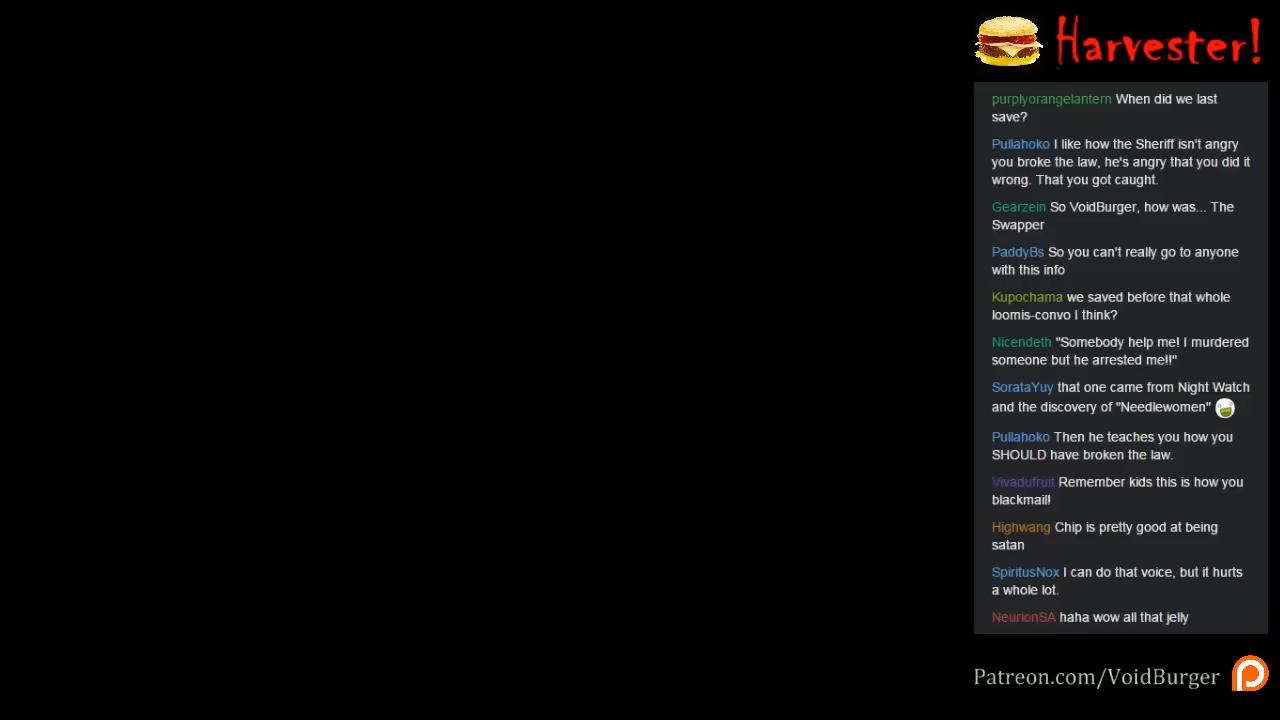 Harvester!
purplyorangelantern When did we last
save?
Pullahoko I like how the Sheriff isn't angry
you broke the law, he's angry that you did it
wrong. That you got caught.
Gearzein So VoidBurger, how was... The
Swapper
PaddyBs So you can't really go to anyone
with this info
Kupochama we saved before that whole
loomis-convo I think?
Nicendeth "Somebody help me! I murdered
someone but he arrested me!!"
SorataYuy that one came from Night Watch
and the discovery of "Needlewomen"
Pullahoko Then he teaches you how you
SHOULD have broken the law.
Vivadufruit Remember kids this is how you
blackmail!
Highwang Chip is pretty good at being
satan
SpiritusNox I can do that voice, but it hurts
a whole lot.
NeurionSA haha wow all that jelly
Patreon.com/VoidBurger